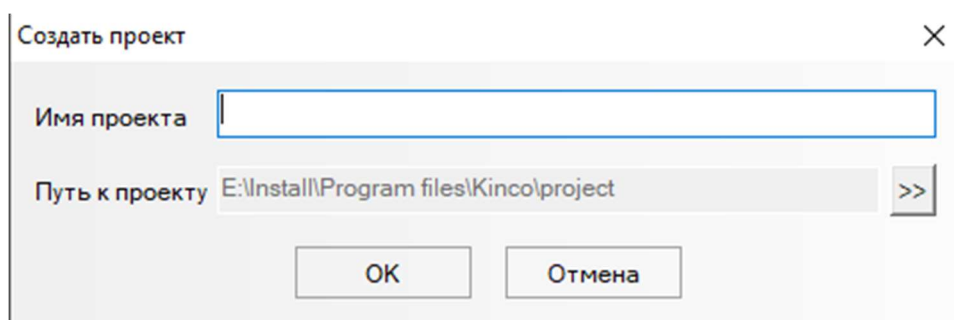 Создать проект
Имя проекта
Путь к проекту E:\Install\Program files\Kinco\project >>
OK Отмена